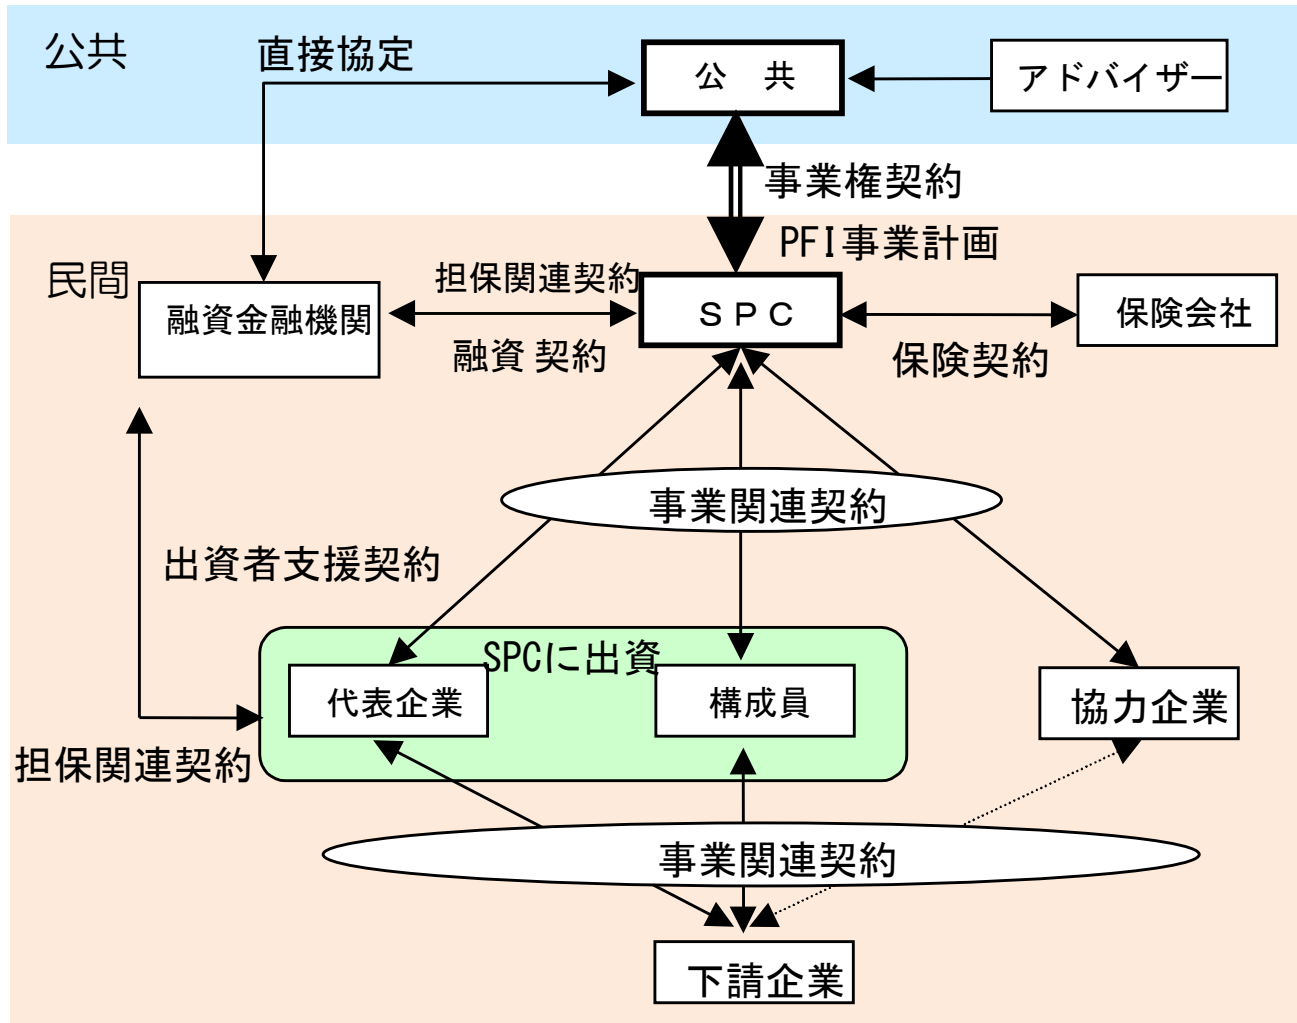 公共
直接協定
公　共
アドバイザー
事業権契約
PFI事業計画
民間
担保関連契約
融資金融機関
ＳＰＣ
保険会社
融資 契約
保険契約
事業関連契約
出資者支援契約
SPCに出資
代表企業
構成員
協力企業
担保関連契約
事業関連契約
下請企業